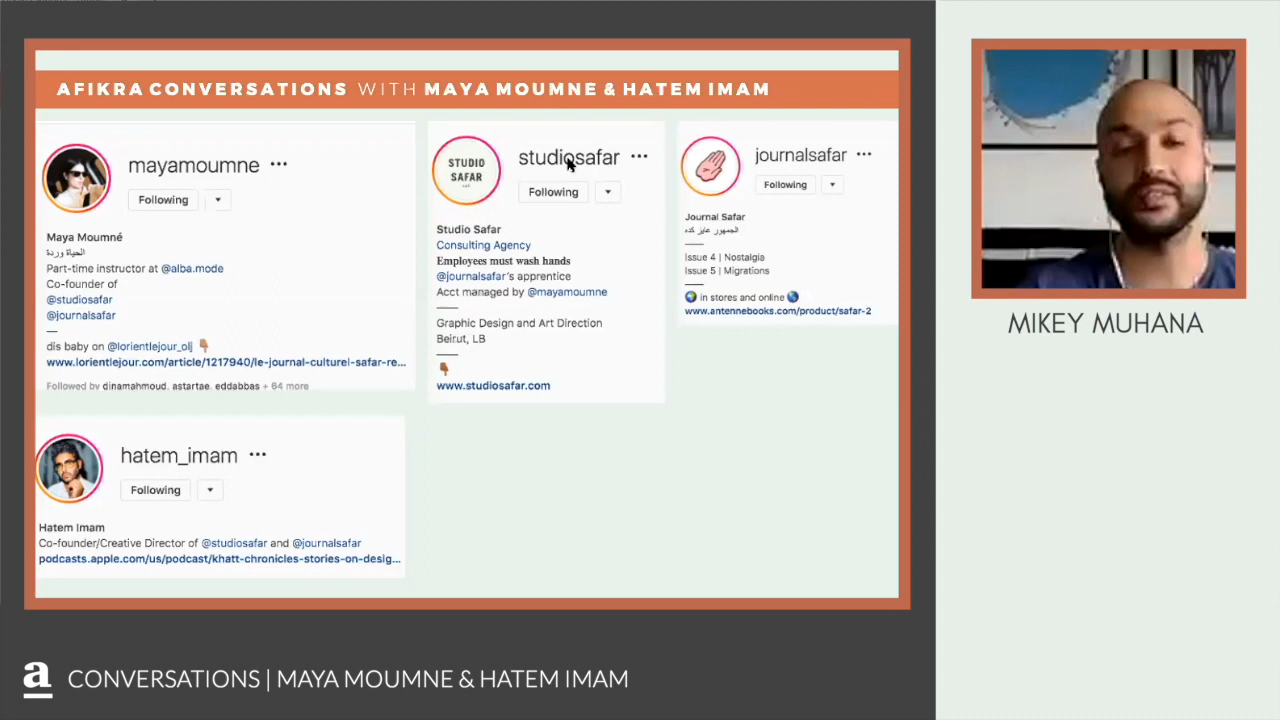 AFIKRA CONVERSATIONS WITH MAYA MOUMNE & HATEM IMAM
mayamoumne •••
Following
Maya Moumné
الحياة وردة
Part-time instructor at @alba.mode
Co-founder of
@studiosafar
@journalsafar
—
dis baby on @lorientlejour_olj 👇🏽
www.lorientlejour.com/article/1217940/le-journal-culturel-safar-re...
Followed by dinamahmoud, astartae, eddabbas + 64 more
STUDIO
SAFAR
studiosafar •••
Following
Studio Safar
Consulting Agency
Employees must wash hands
@journalsafar's apprentice
Acct managed by @mayamoumne
——
Graphic Design and Art Direction
Beirut, LB
——
👇🏽
www.studiosafar.com
journalsafar •••
Following
Journal Safar
الجمهور عايز كده
——
Issue 4 | Nostalgia
Issue 5 | Migrations
——
🌍 in stores and online 🌎
www.antennebooks.com/product/safar-2
hatem_imam •••
Following
Hatem Imam
Co-founder/Creative Director of @studiosafar and @journalsafar
podcasts.apple.com/us/podcast/khatt-chronicles-stories-on-desig...
MIKEY MUHANA
a CONVERSATIONS | MAYA MOUMNE & HATEM IMAM